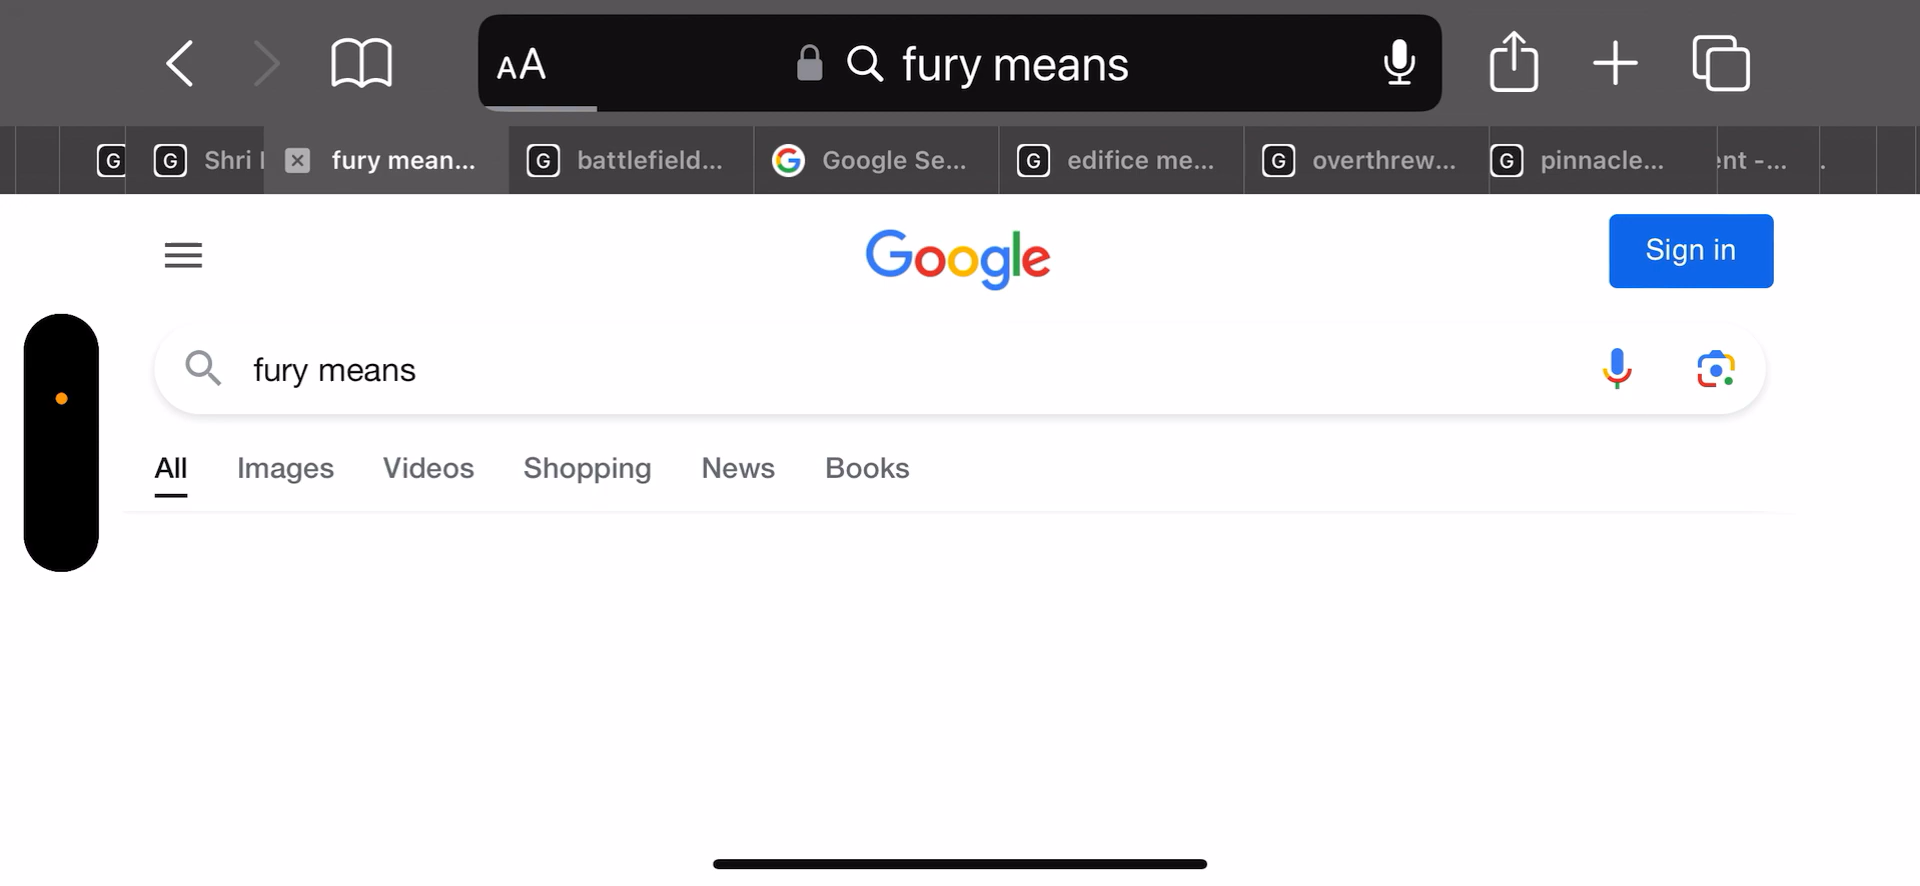 AA fury means
G G Shri fury mean... G battlefield... G Google Se... G edifice me... G overthrew... G pinnacle... ent -... .
Google
Sign in
fury means
All Images Videos Shopping News Books